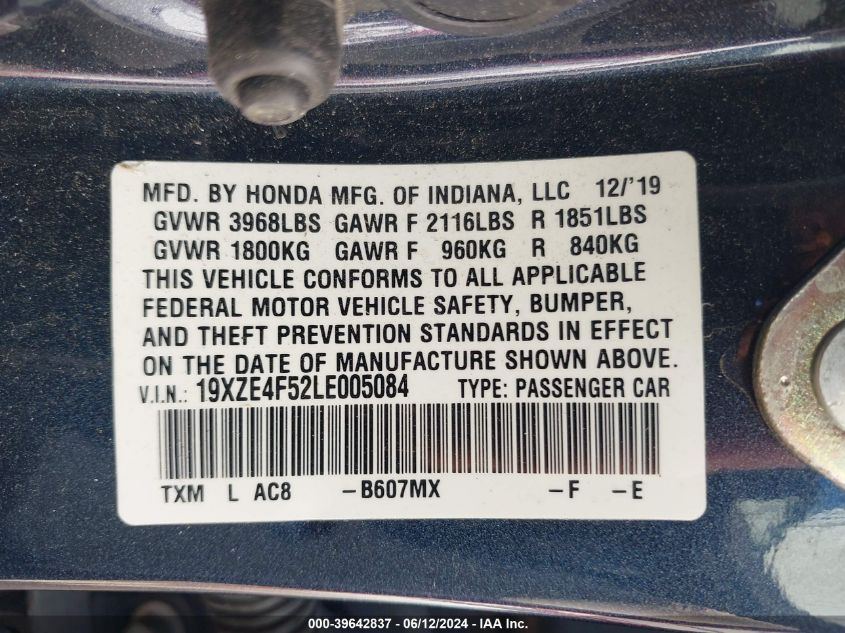 MFD. BY HONDA MFG. OF INDIANA, LLC 12/'19
GVWR 3968LBS GAWR F 2116LBS R 1851LBS
GVWR 1800KG GAWR F 960KG R 840KG
THIS VEHICLE CONFORMS TO ALL APPLICABLE
FEDERAL MOTOR VEHICLE SAFETY, BUMPER,
AND THEFT PREVENTION STANDARDS IN EFFECT
ON THE DATE OF MANUFACTURE SHOWN ABOVE.
V.I.N.: 19XZE4F52LE005084 TYPE: PASSENGER CAR
TXM L AC8 –B607MX –F –E
000-39642837 - 06/12/2024 - IAA Inc.